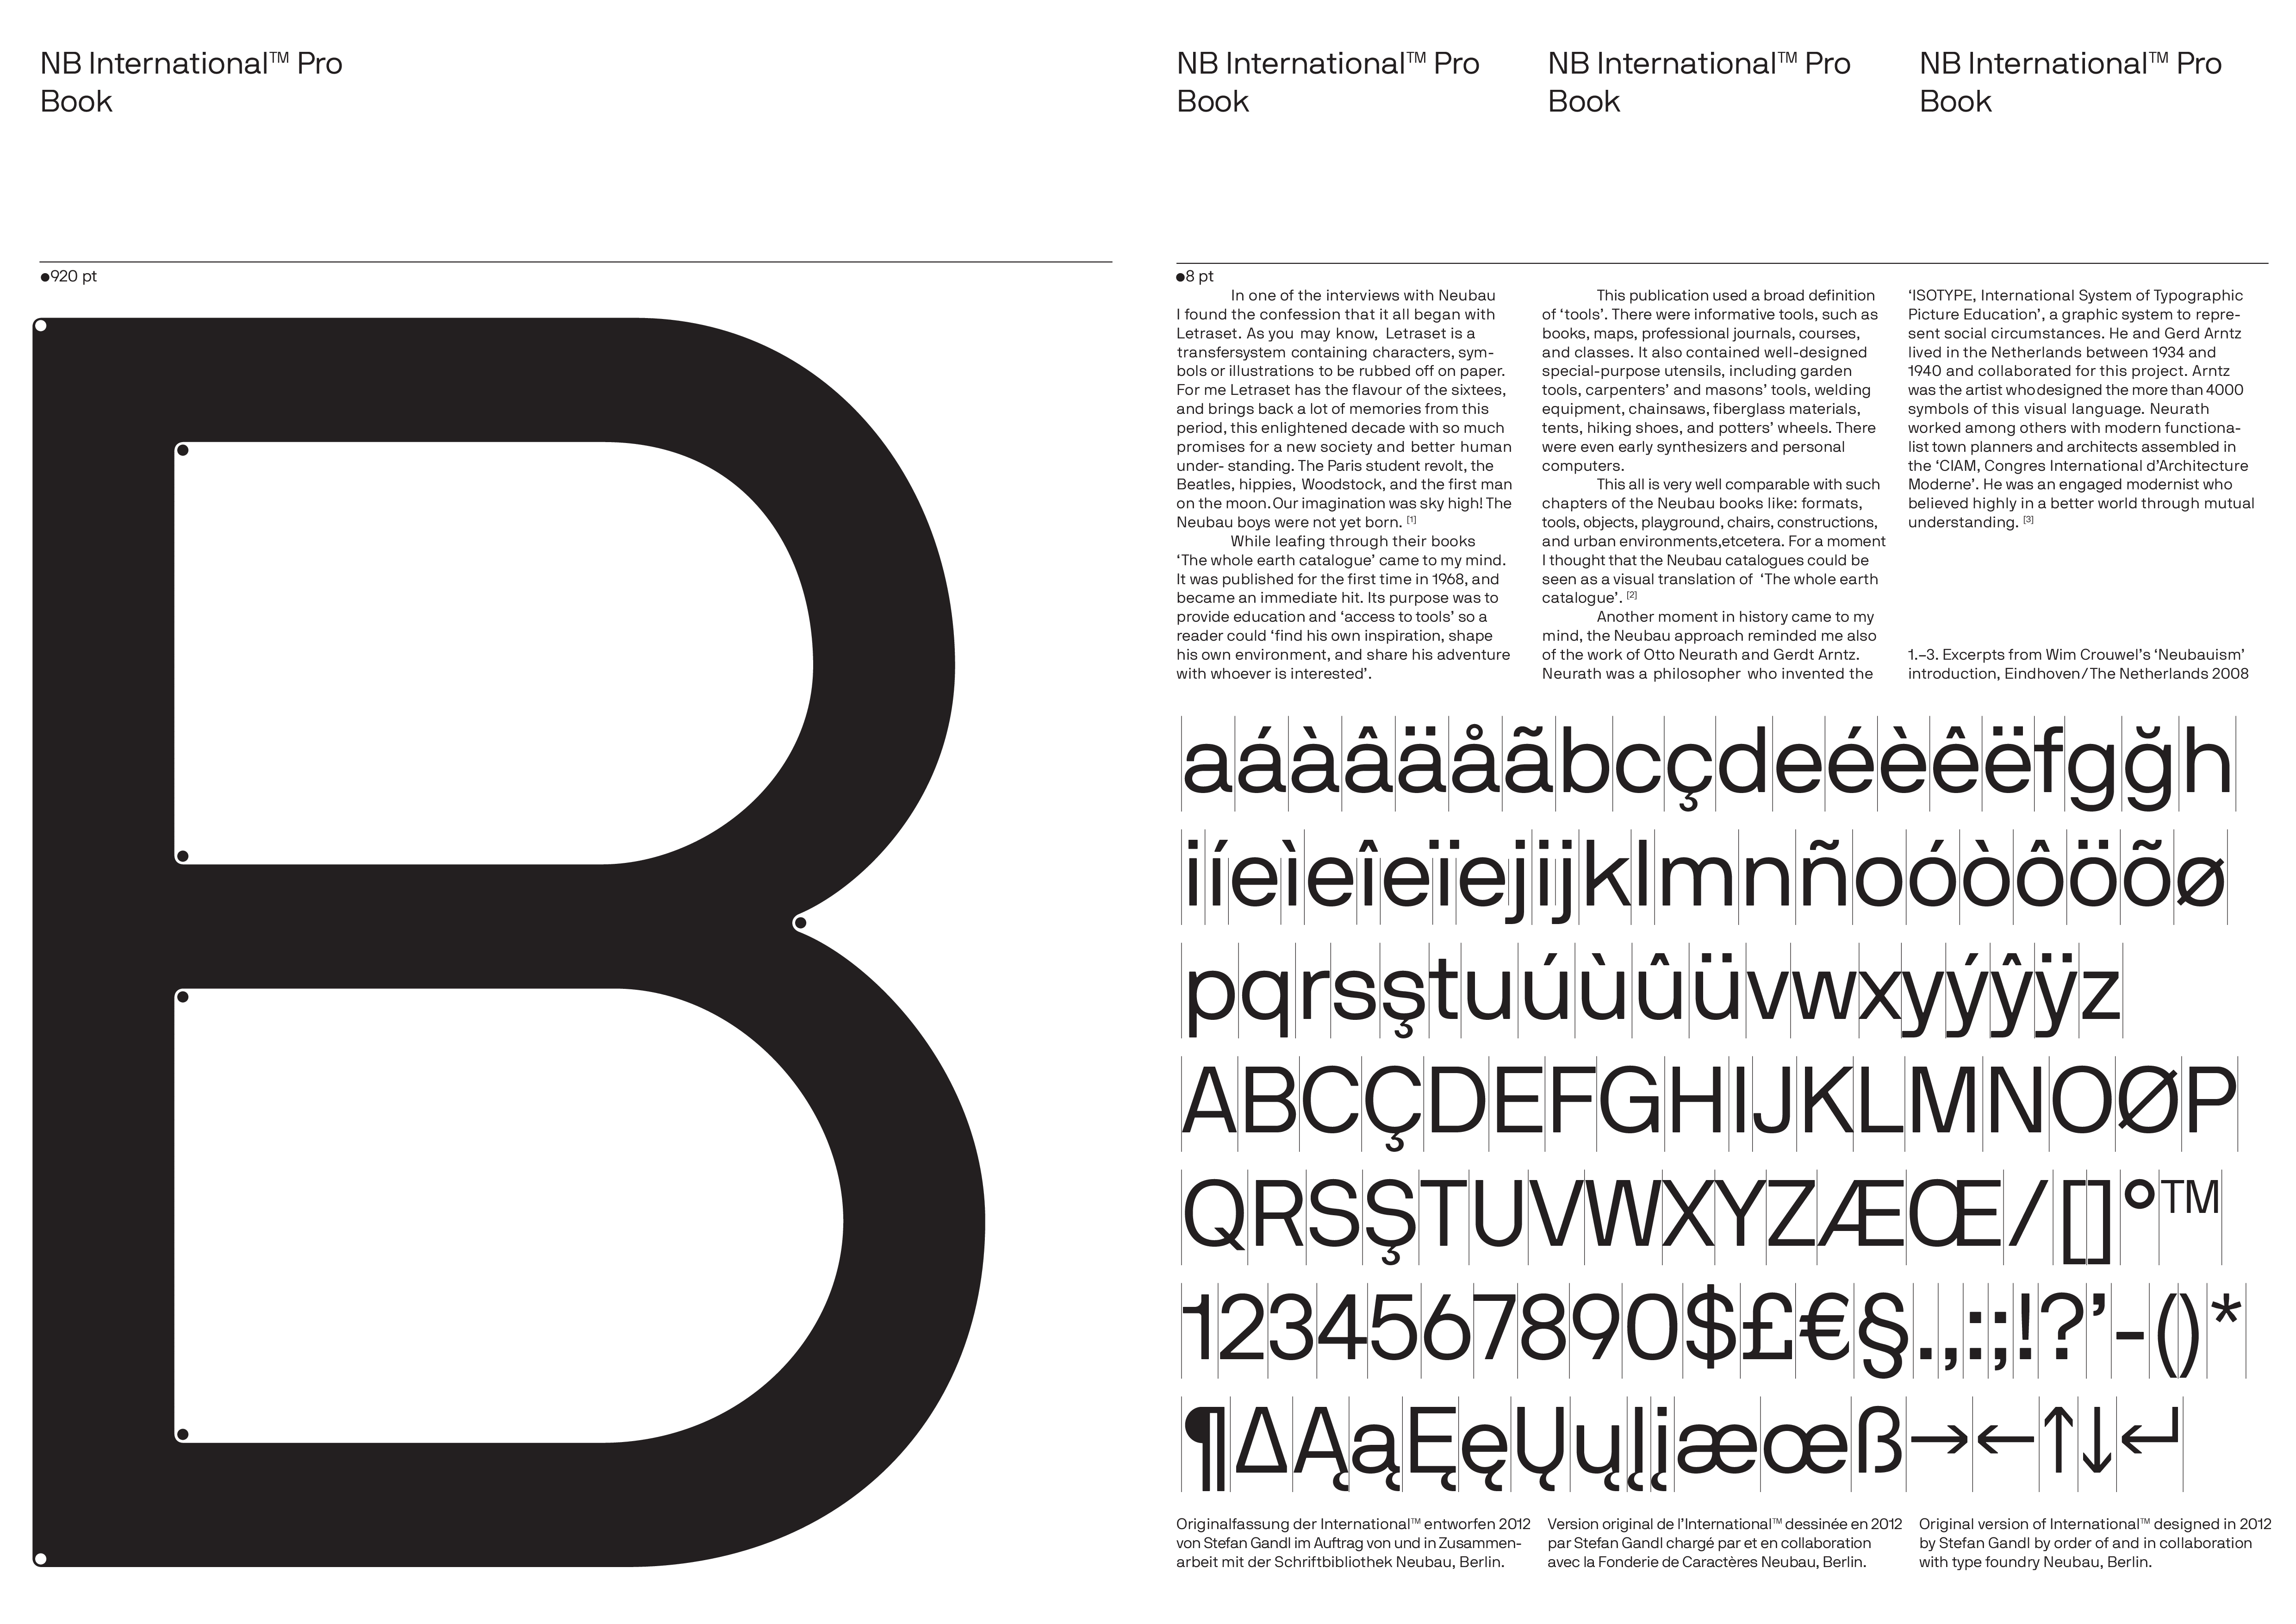 NB International™ Pro
Book
●920 pt
B
NB International™ Pro
Book
NB International™ Pro
Book
NB International™ Pro
Book
●8 pt
In one of the interviews with Neubau
I found the confession that it all began with
Letraset. As you may know, Letraset is a
transfersystem containing characters, sym-
bols or illustrations to be rubbed off on paper.
For me Letraset has the flavour of the sixtees,
and brings back a lot of memories from this
period, this enlightened decade with so much
promises for a new society and better human
under- standing. The Paris student revolt, the
Beatles, hippies, Woodstock, and the first man
on the moon.Our imagination was sky high! The
Neubau boys were not yet born. [1]
While leafing through their books
‘The whole earth catalogue’ came to my mind.
It was published for the first time in 1968, and
became an immediate hit. Its purpose was to
provide education and ‘access to tools’ so a
reader could ‘find his own inspiration, shape
his own environment, and share his adventure
with whoever is interested’.
This publication used a broad definition
of ‘tools’. There were informative tools, such as
books, maps, professional journals, courses,
and classes. It also contained well-designed
special-purpose utensils, including garden
tools, carpenters’ and masons’ tools, welding
equipment, chainsaws, fiberglass materials,
tents, hiking shoes, and potters’ wheels. There
were even early synthesizers and personal
computers.
This all is very well comparable with such
chapters of the Neubau books like: formats,
tools, objects, playground, chairs, constructions,
and urban environments,etcetera. For a moment
I thought that the Neubau catalogues could be
seen as a visual translation of ‘The whole earth
catalogue’. [2]
Another moment in history came to my
mind, the Neubau approach reminded me also
of the work of Otto Neurath and Gerdt Arntz.
Neurath was a philosopher who invented the
‘ISOTYPE, International System of Typographic
Picture Education’, a graphic system to repre-
sent social circumstances. He and Gerd Arntz
lived in the Netherlands between 1934 and
1940 and collaborated for this project. Arntz
was the artist who designed the more than 4000
symbols of this visual language. Neurath
worked among others with modern functiona-
list town planners and architects assembled in
the ‘CIAM, Congres International d’Architecture
Moderne’. He was an engaged modernist who
believed highly in a better world through mutual
understanding. [3]
1.–3. Excerpts from Wim Crouwel’s ‘Neubauism’
introduction, Eindhoven/The Netherlands 2008
aáàâäåãbcçdeéèêëfgğh
iíeìeîeïejijklmnñoóòôöõø
pqrsştuúùûüvwxyýŷÿz
ABCÇDEFGHIJKLMNOØP
QRSŞTUVWXYZÆŒ/[]°™
1234567890$£€§.,:;!?’-()*
¶∆ĄąĘęŲųl̨įæœß→←↑↓↵
Originalfassung der International™ entworfen 2012
von Stefan Gandl im Auftrag von und in Zusammen-
arbeit mit der Schriftbibliothek Neubau, Berlin.
Version original de l’International™ dessinée en 2012
par Stefan Gandl chargé par et en collaboration
avec la Fonderie de Caractères Neubau, Berlin.
Original version of International™ designed in 2012
by Stefan Gandl by order of and in collaboration
with type foundry Neubau, Berlin.